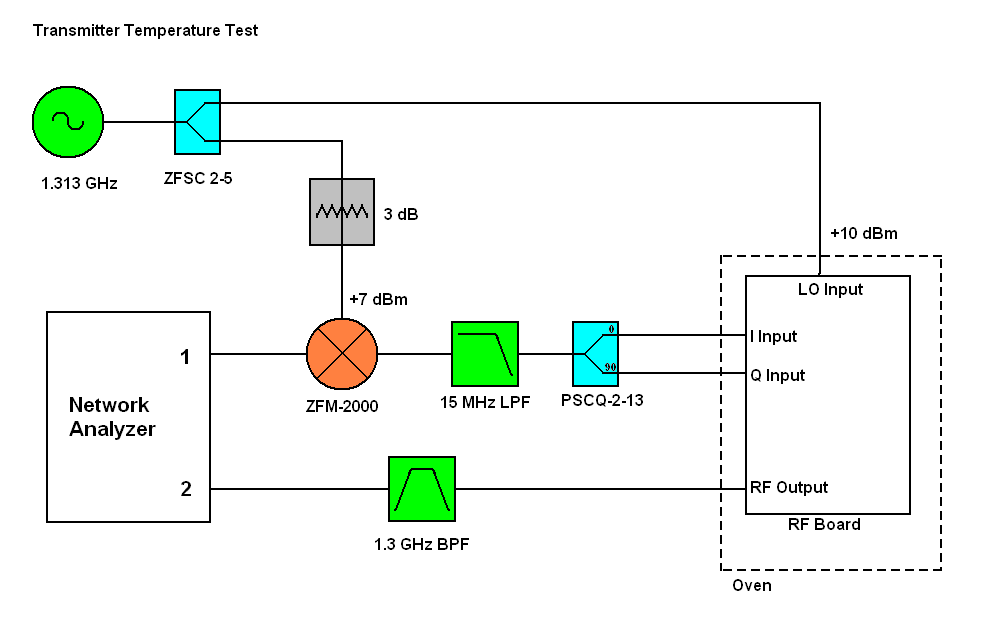 Transmitter Temperature Test
1.313 GHz
ZFSC 2-5
3 dB
+10 dBm
+7 dBm
LO Input
1
Network
Analyzer
2
ZFM-2000
15 MHz LPF
0
90
PSCQ-2-13
I Input
Q Input
RF Output
RF Board
1.3 GHz BPF
Oven